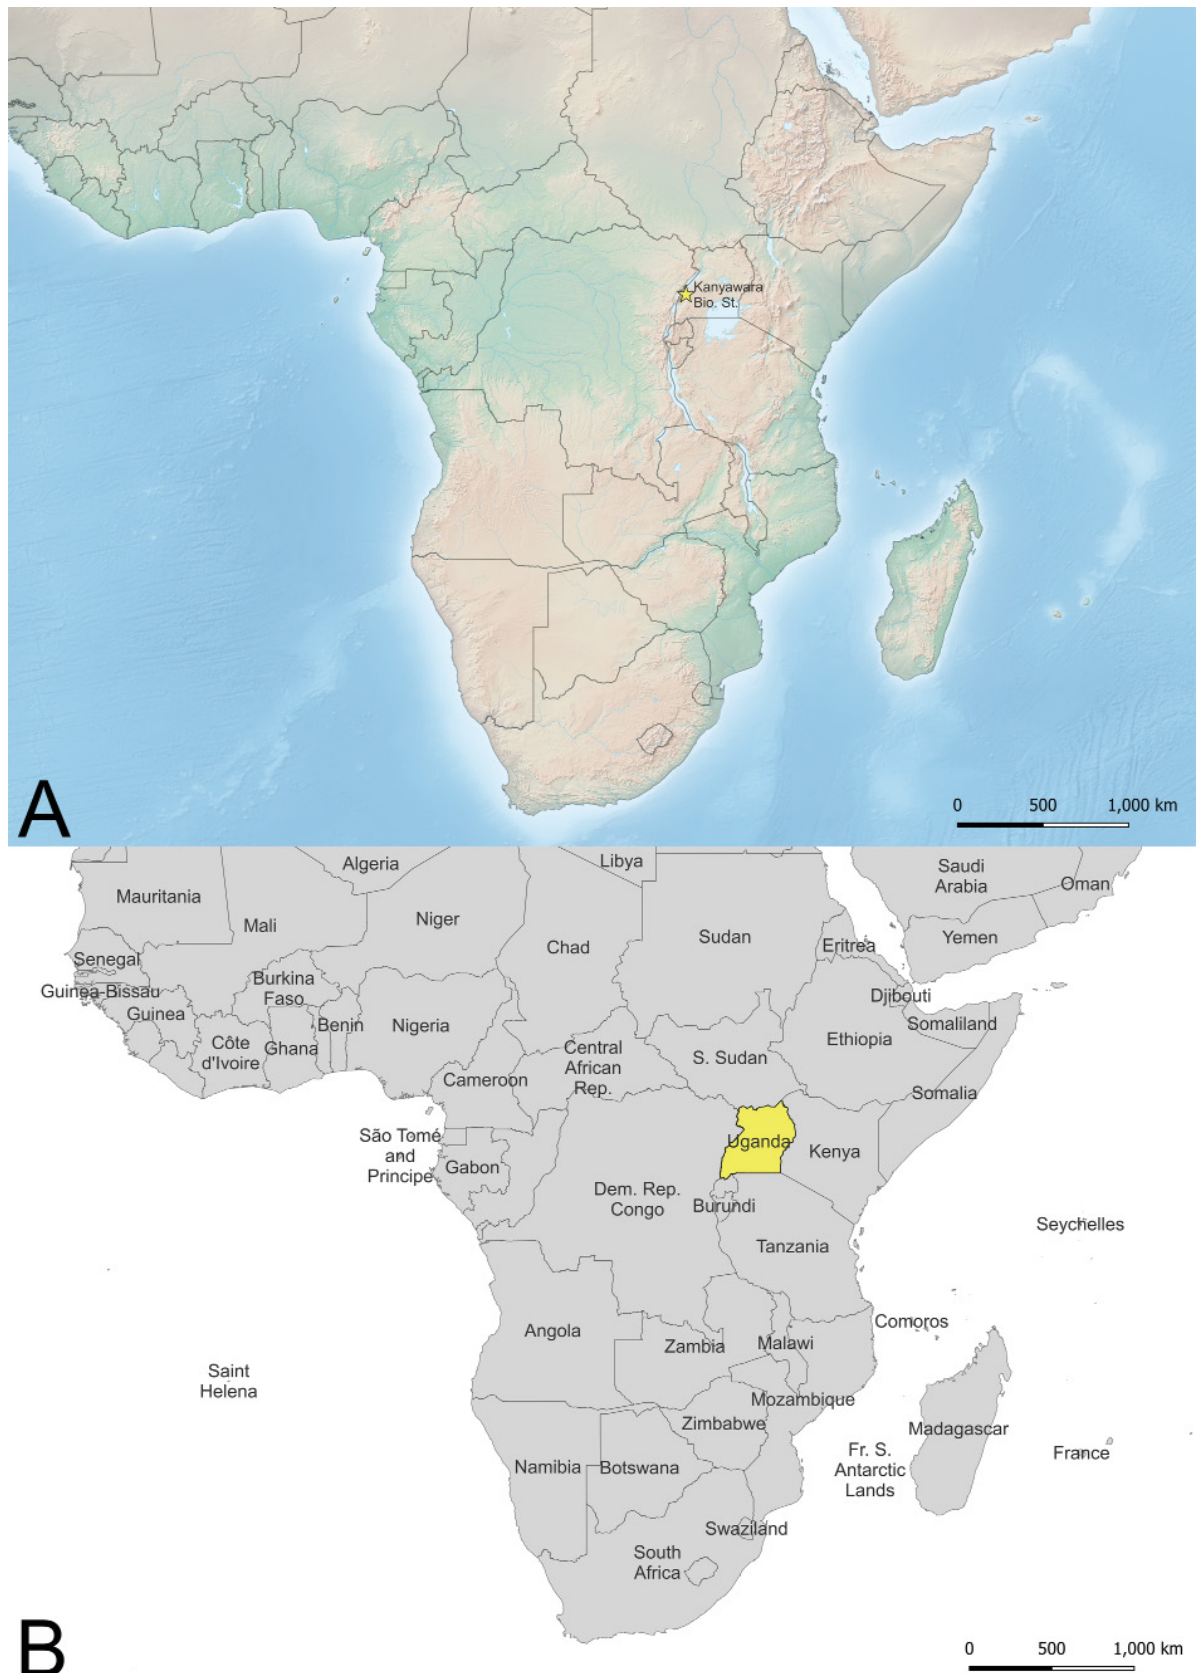 Kanyawara
Bio. St.
A
0 500 1,000 km
Algeria
Libya
Saudi
Arabia
Oman
Mauritania
Mali
Niger
Chad
Sudan
Eritrea
Yemen
Senegal
Burkina
Faso
Guinea-Bissau
Guinea
Djibouti
Benin
Nigeria
Somaliland
Côte
d'Ivoire
Ghana
Ethiopia
Central
African
Rep.
S. Sudan
Cameroon
Somalia
São Tomé
and
Principe
Uganda
Kenya
Gabon
Dem. Rep.
Congo
Burundi
Seychelles
Tanzania
Comoros
Angola
Zambia
Malawi
Saint
Helena
Mozambique
Zimbabwe
Madagascar
Fr. S.
Antarctic
Lands
France
Namibia
Botswana
Swaziland
South
Africa
B
0 500 1,000 km